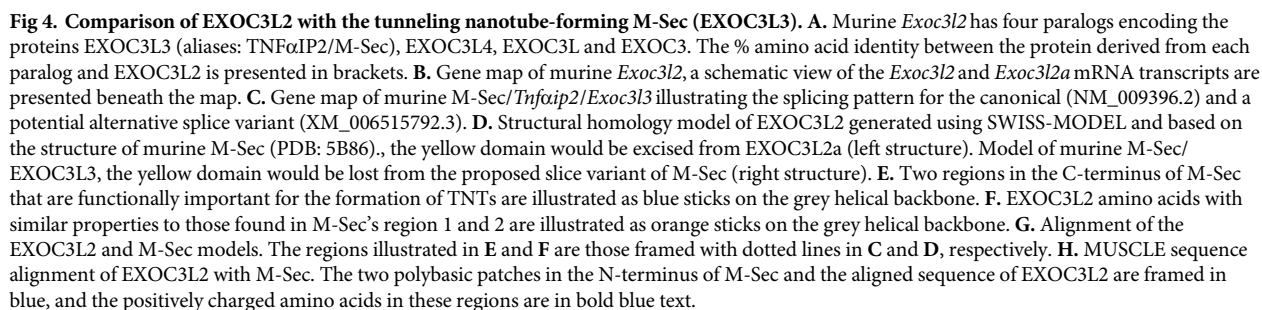 Fig 4. Comparison of EXOC3L2 with the tunneling nanotube-forming M-Sec (EXOC3L3). A. Murine Exoc3l2 has four paralogs encoding the
proteins EXOC3L3 (aliases: TNFαIP2/M-Sec), EXOC3L4, EXOC3L and EXOC3. The % amino acid identity between the protein derived from each
paralog and EXOC3L2 is presented in brackets. B. Gene map of murine Exoc3l2, a schematic view of the Exoc3l2 and Exoc3l2a mRNA transcripts are
presented beneath the map. C. Gene map of murine M-Sec/Tnfαip2/Exoc3l3 illustrating the splicing pattern for the canonical (NM_009396.2) and a
potential alternative splice variant (XM_006515792.3). D. Structural homology model of EXOC3L2 generated using SWISS-MODEL and based on
the structure of murine M-Sec (PDB: 5B86)., the yellow domain would be excised from EXOC3L2a (left structure). Model of murine M-Sec/
EXOC3L3, the yellow domain would be lost from the proposed slice variant of M-Sec (right structure). E. Two regions in the C-terminus of M-Sec
that are functionally important for the formation of TNTs are illustrated as blue sticks on the grey helical backbone. F. EXOC3L2 amino acids with
similar properties to those found in M-Sec's region 1 and 2 are illustrated as orange sticks on the grey helical backbone. G. Alignment of the
EXOC3L2 and M-Sec models. The regions illustrated in E and F are those framed with dotted lines in C and D, respectively. H. MUSCLE sequence
alignment of EXOC3L2 with M-Sec. The two polybasic patches in the N-terminus of M-Sec and the aligned sequence of EXOC3L2 are framed in
blue, and the positively charged amino acids in these regions are in bold blue text.